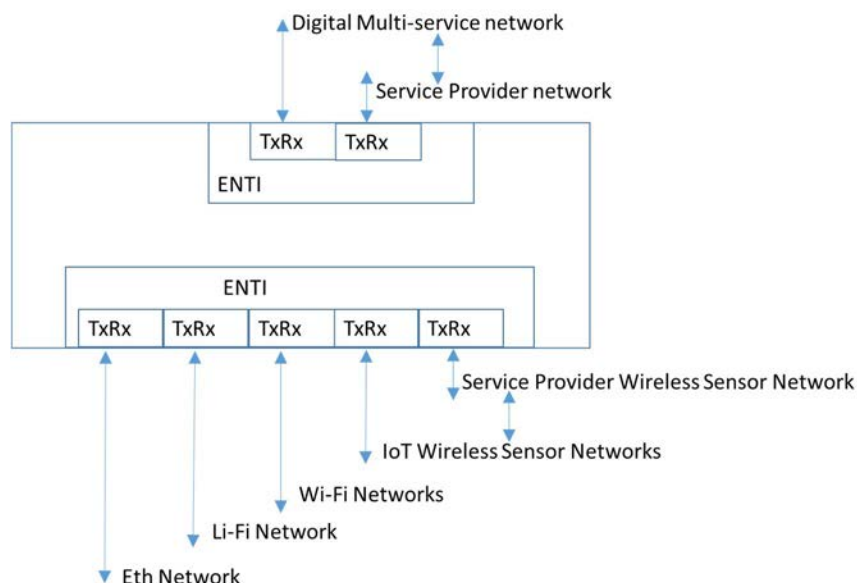 Digital Multi-service network
Service Provider network
TxRx TxRx
ENTI
ENTI
TxRx TxRx TxRx TxRx TxRx
Service Provider Wireless Sensor Network
IoT Wireless Sensor Networks
Wi-Fi Networks
Li-Fi Network
Eth Network